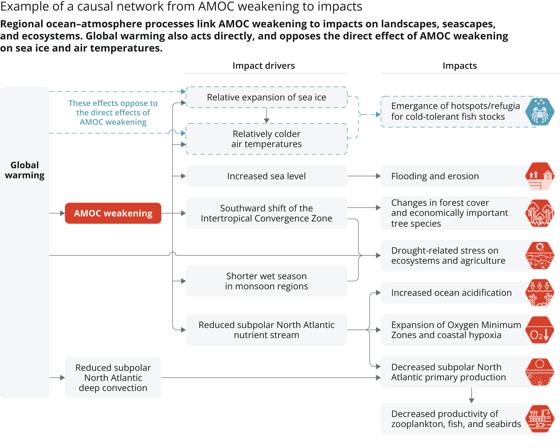 Example of a causal network from AMOC weakening to impacts
Regional ocean–atmosphere processes link AMOC weakening to impacts on landscapes, seascapes,
and ecosystems. Global warming also acts directly, and opposes the direct effect of AMOC weakening
on sea ice and air temperatures.
Impact drivers
Impacts
These effects oppose to
the direct effects of
AMOC weakening
Relative expansion of sea ice
Relatively colder
air temperatures
Emergance of hotspots/refugia
for cold-tolerant fish stocks
Global
warming
Increased sea level
Flooding and erosion
AMOC weakening
Southward shift of the
Intertropical Convergence Zone
Changes in forest cover
and economically important
tree species
Drought-related stress on
ecosystems and agriculture
Shorter wet season
in monsoon regions
Increased ocean acidification
Reduced subpolar North Atlantic
nutrient stream
Expansion of Oxygen Minimum
Zones and coastal hypoxia
O₂↓
Reduced subpolar
North Atlantic
deep convection
Decreased subpolar North
Atlantic primary production
Decreased productivity of
zooplankton, fish, and seabirds